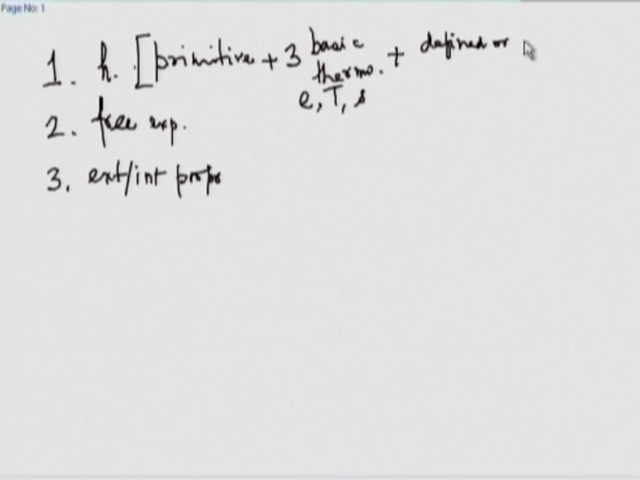 Page No: 1
1. h. [primitive + 3 basic thermo. + defined or
e, T, s
2. free exp.
3. ext/int props